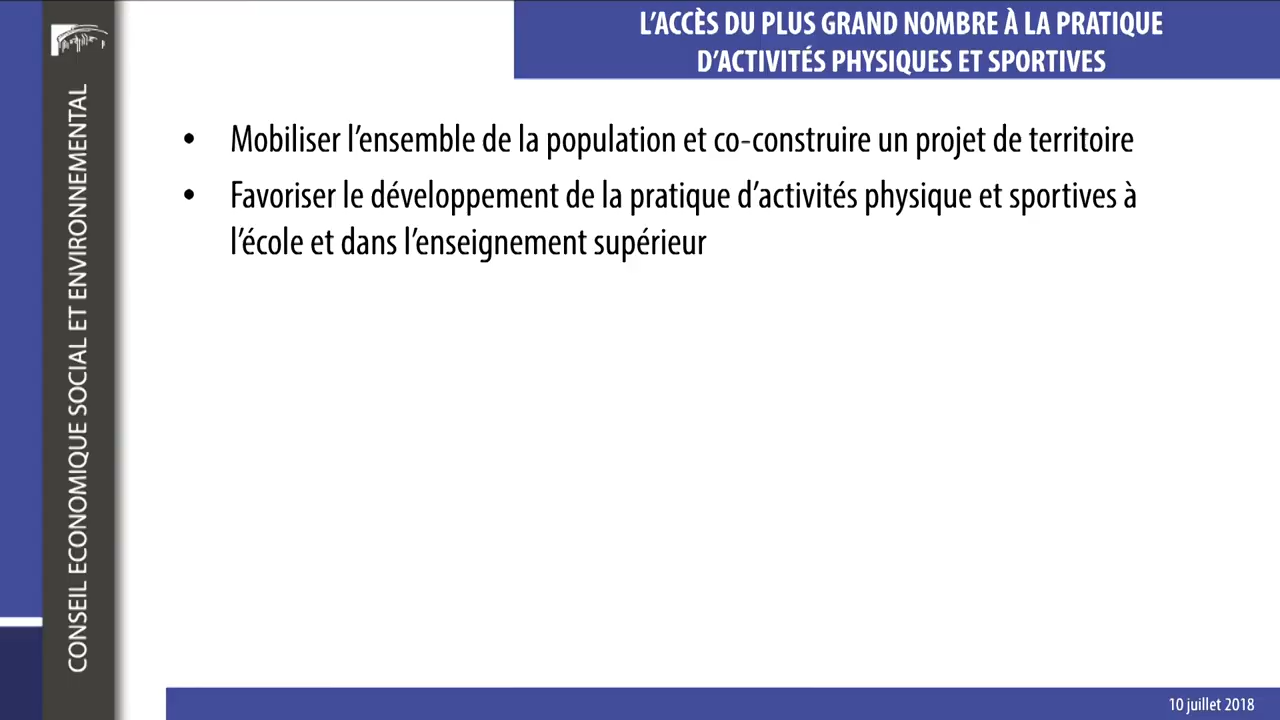 L’ACCÈS DU PLUS GRAND NOMBRE À LA PRATIQUE
D’ACTIVITÉS PHYSIQUES ET SPORTIVES
• Mobiliser l’ensemble de la population et co-construire un projet de territoire
• Favoriser le développement de la pratique d’activités physique et sportives à
l’école et dans l’enseignement supérieur
CONSEIL ECONOMIQUE SOCIAL ET ENVIRONNEMENTAL
10 juillet 2018